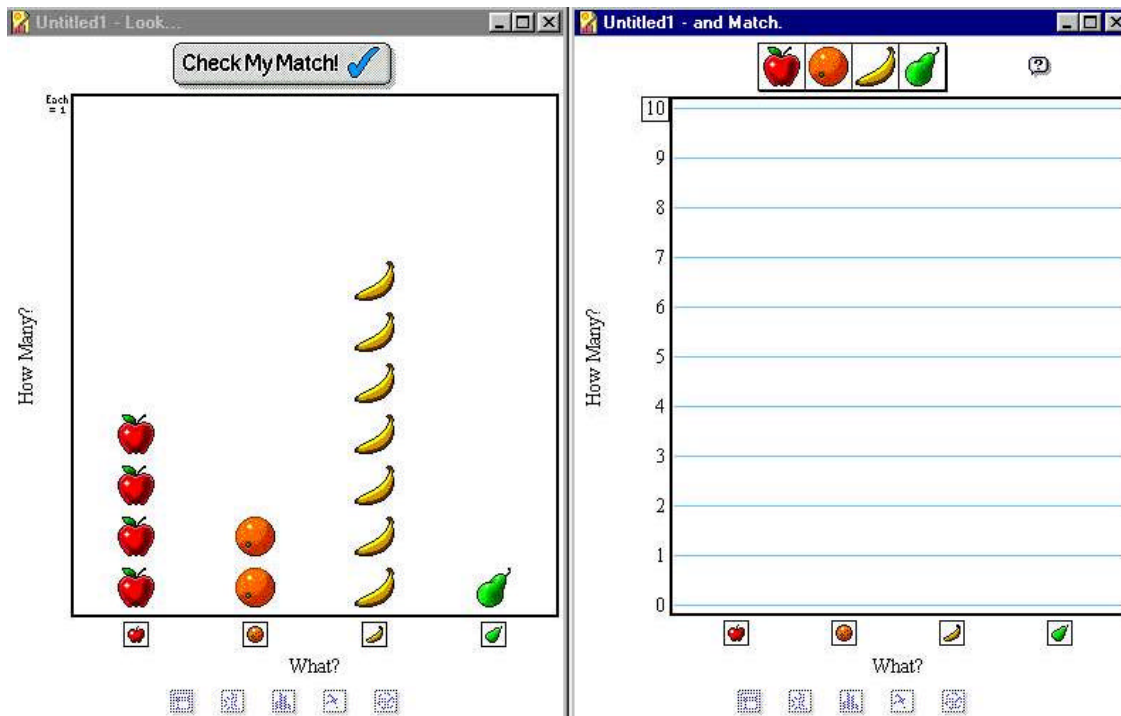 Untitled1 - Look...
Check My Match!
Each
= 1
How Many?
What?
Untitled1 - and Match.
?
10
9
8
7
6
5
4
3
2
1
0
How Many?
What?